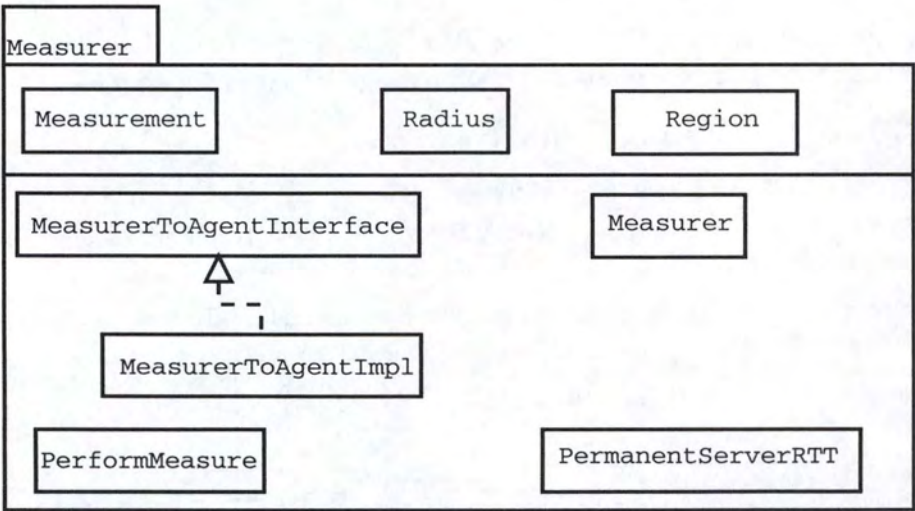 Measurer
Measurement
Radius
Region
MeasurerToAgentInterface
Measurer
MeasurerToAgentImpl
PerformMeasure
PermanentServerRTT